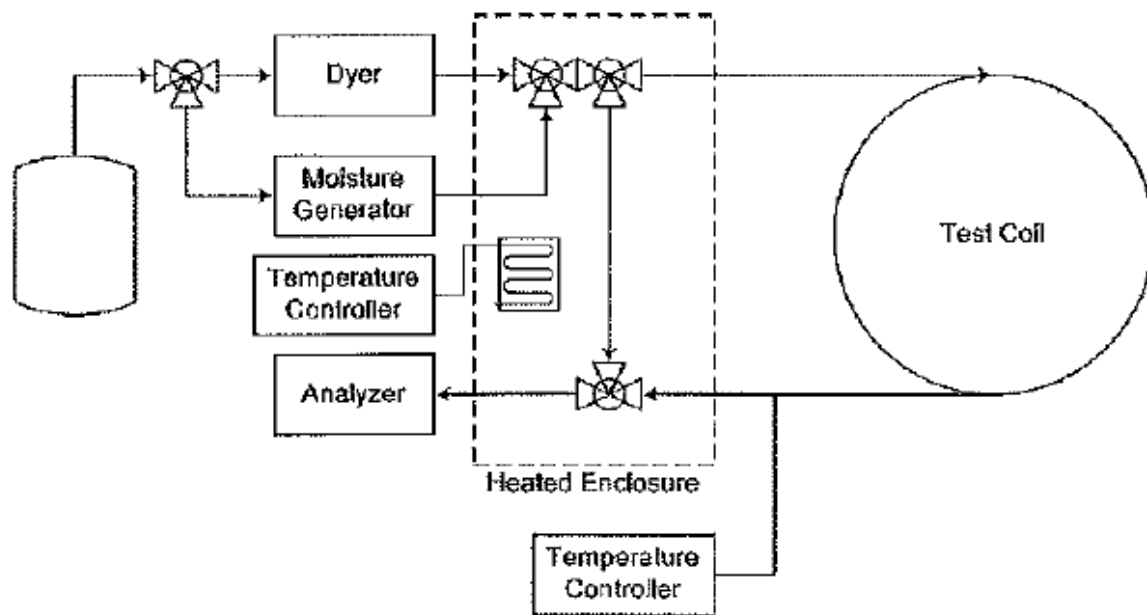 Dyer
Moisture
Generator
Test Coil
Temperature
Controller
Analyzer
Heated Enclosure
Temperature
Controller